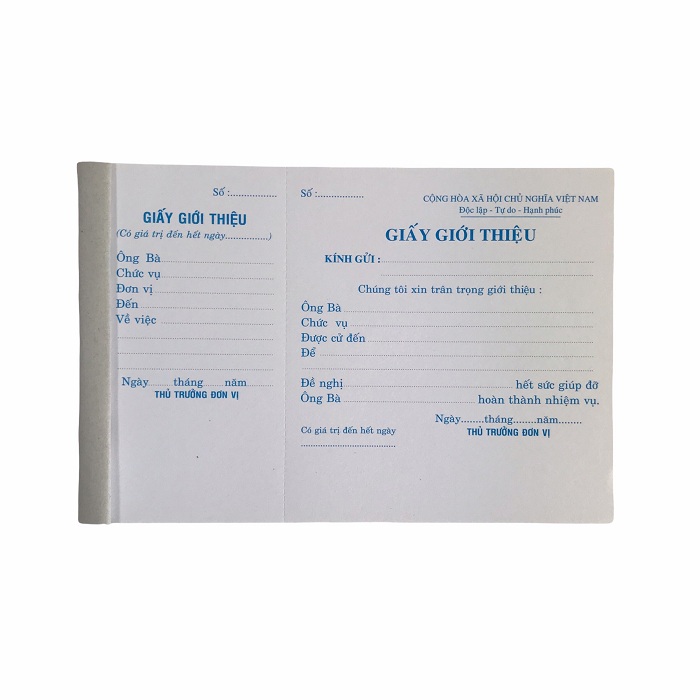 Số :................
GIẤY GIỚI THIỆU
(Có giá trị đến hết ngày..............)
Ông Bà
Chức vụ
Đơn vị
Đến
Về việc
Ngày........tháng......năm.........
THỦ TRƯỞNG ĐƠN VỊ
Số :................
CỘNG HÒA XÃ HỘI CHỦ NGHĨA VIỆT NAM
Độc lập - Tự do - Hạnh phúc
GIẤY GIỚI THIỆU
KÍNH GỬI :
Chúng tôi xin trân trọng giới thiệu :
Ông Bà
Chức vụ
Được cử đến
Để
Đề nghị hết sức giúp đỡ
Ông Bà hoàn thành nhiệm vụ.
Ngày........tháng........năm........
Có giá trị đến hết ngày THỦ TRƯỞNG ĐƠN VỊ